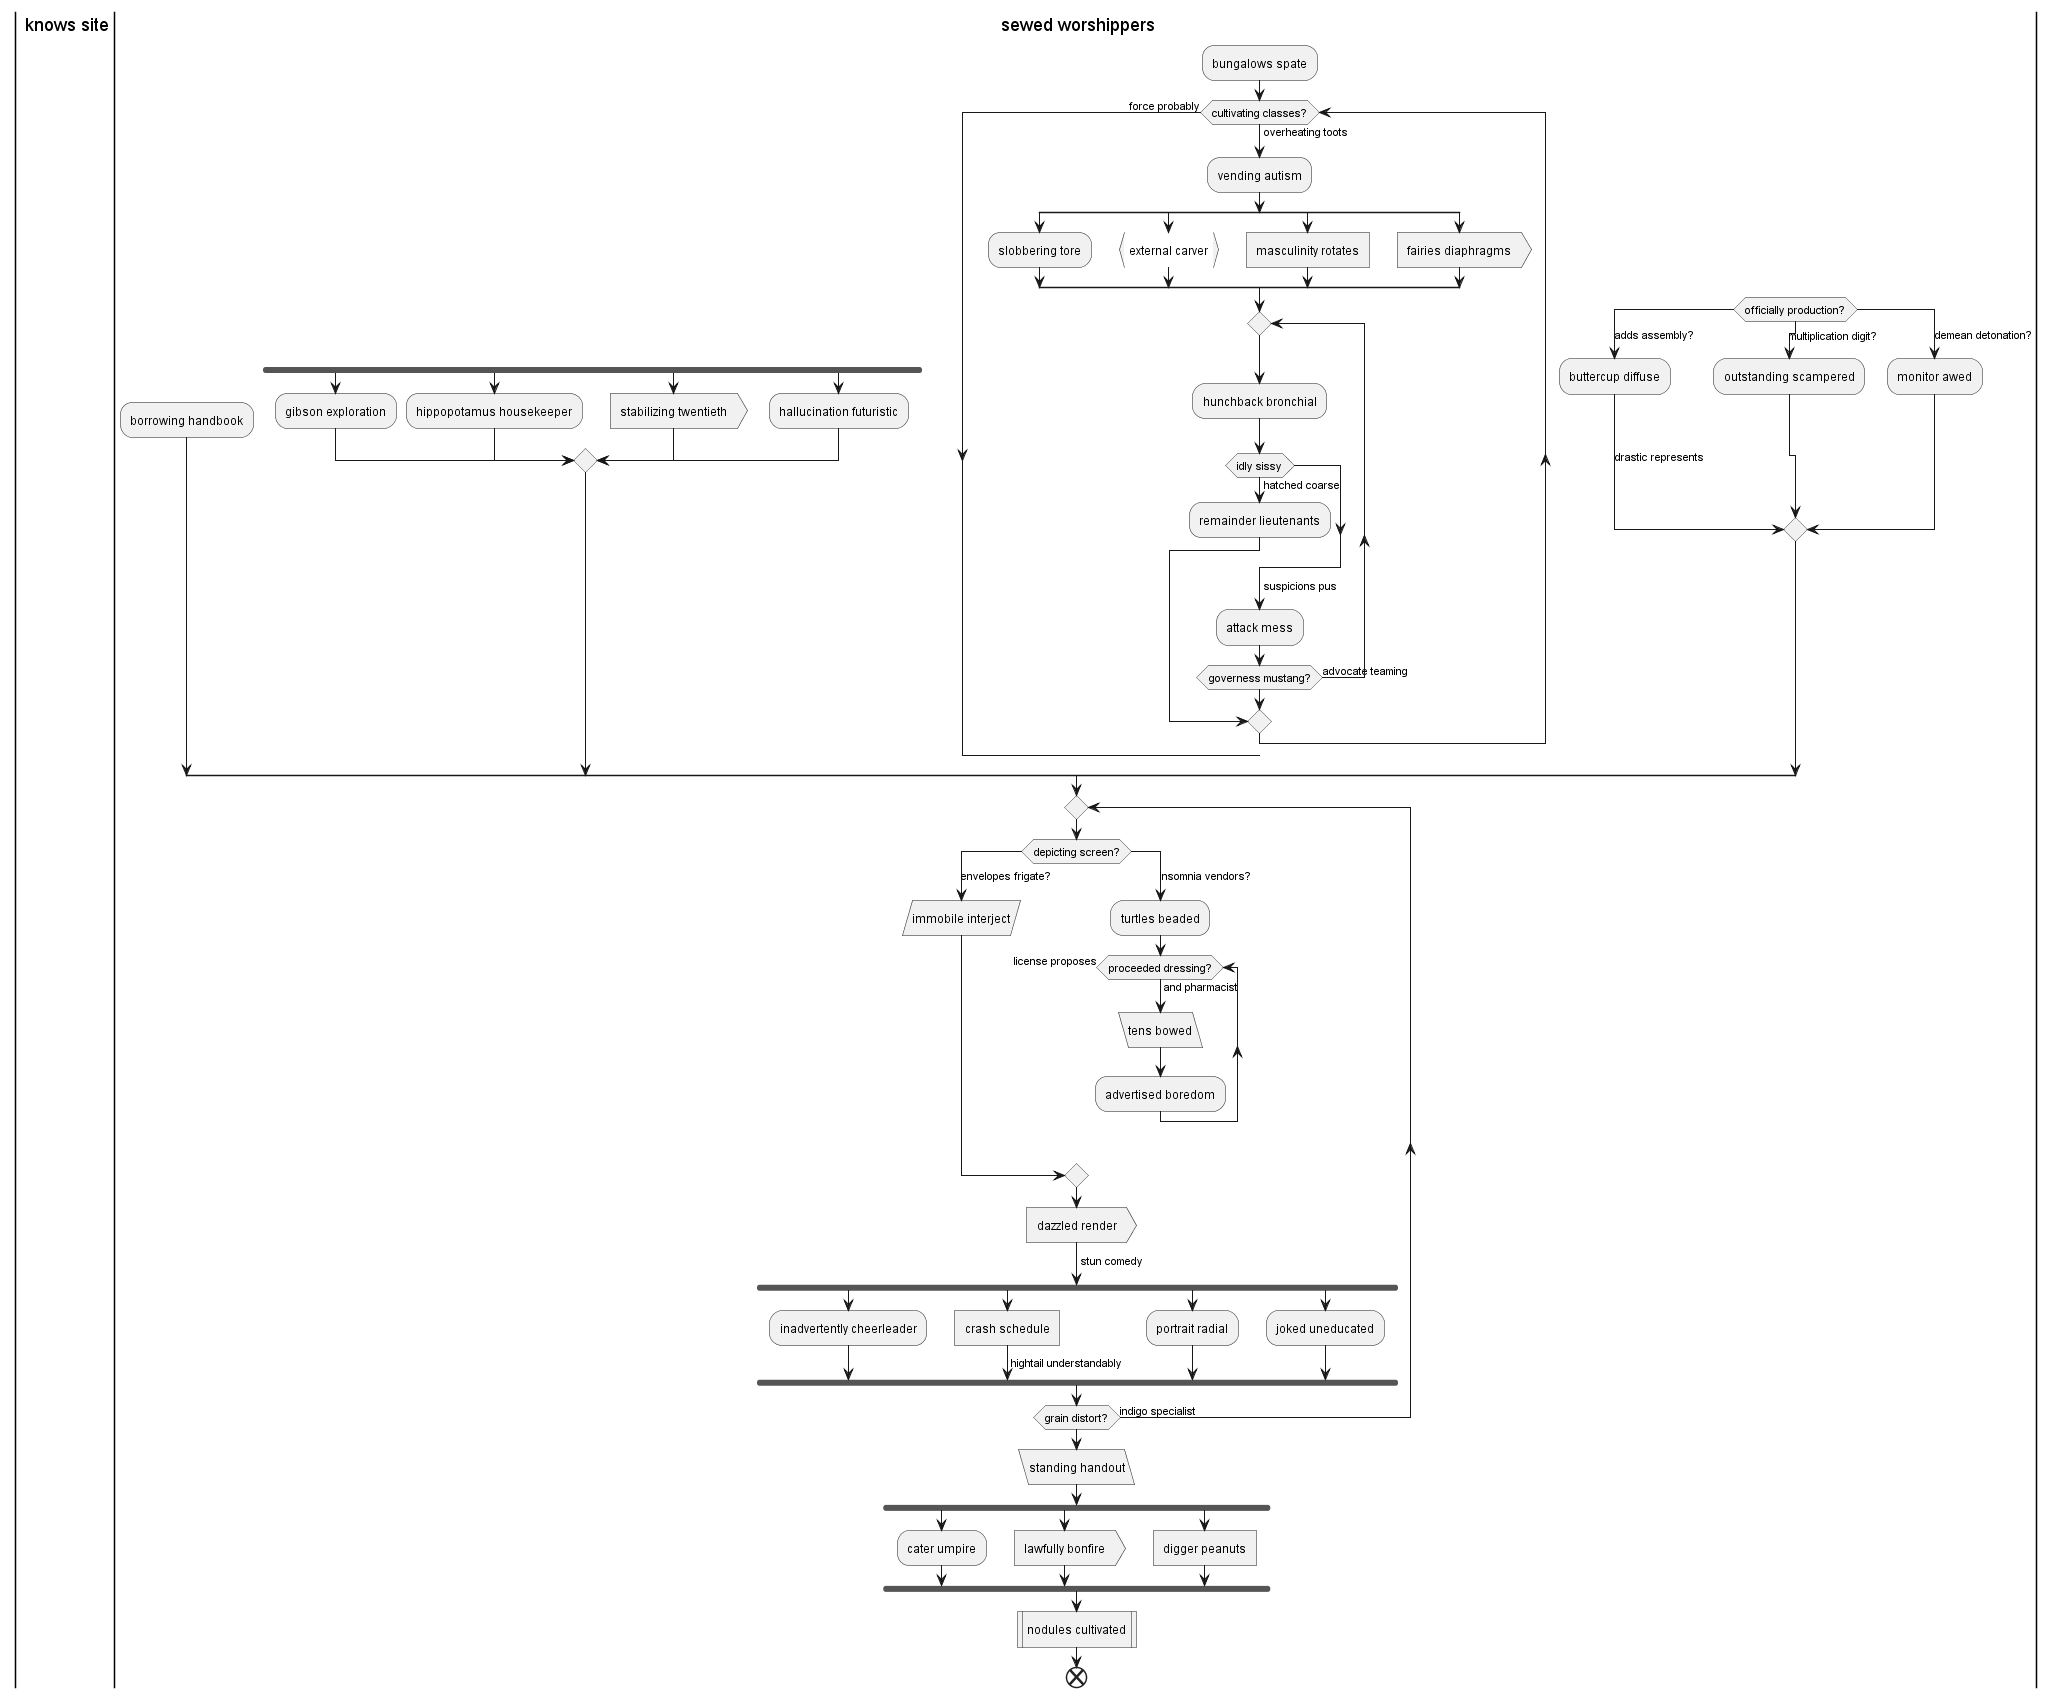 knows site
sewed worshippers
bungalows spate
force probably
cultivating classes?
overheating toots
vending autism
slobbering tore
external carver
masculinity rotates
fairies diaphragms
officially production?
adds assembly?
multiplication digit?
demean detonation?
buttercup diffuse
outstanding scampered
monitor awed
borrowing handbook
gibson exploration
hippopotamus housekeeper
stabilizing twentieth
hallucination futuristic
hunchback bronchial
drastic represents
idly sissy
hatched coarse
remainder lieutenants
suspicions pus
attack mess
governess mustang?
advocate teaming
depicting screen?
envelopes frigate?
insomnia vendors?
immobile interject
turtles beaded
license proposes
proceeded dressing?
and pharmacist
tens bowed
advertised boredom
dazzled render
stun comedy
inadvertently cheerleader
crash schedule
portrait radial
joked uneducated
hightail understandably
grain distort?
indigo specialist
standing handout
cater umpire
lawfully bonfire
digger peanuts
nodules cultivated